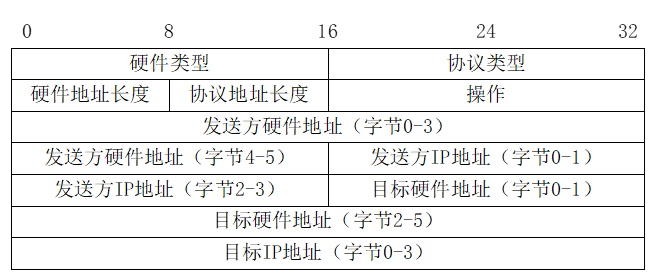 0 8 16 24 32
硬件类型 协议类型
硬件地址长度 协议地址长度 操作
发送方硬件地址（字节0-3）
发送方硬件地址（字节4-5） 发送方IP地址（字节0-1）
发送方IP地址（字节2-3） 目标硬件地址（字节0-1）
目标硬件地址（字节2-5）
目标IP地址（字节0-3）